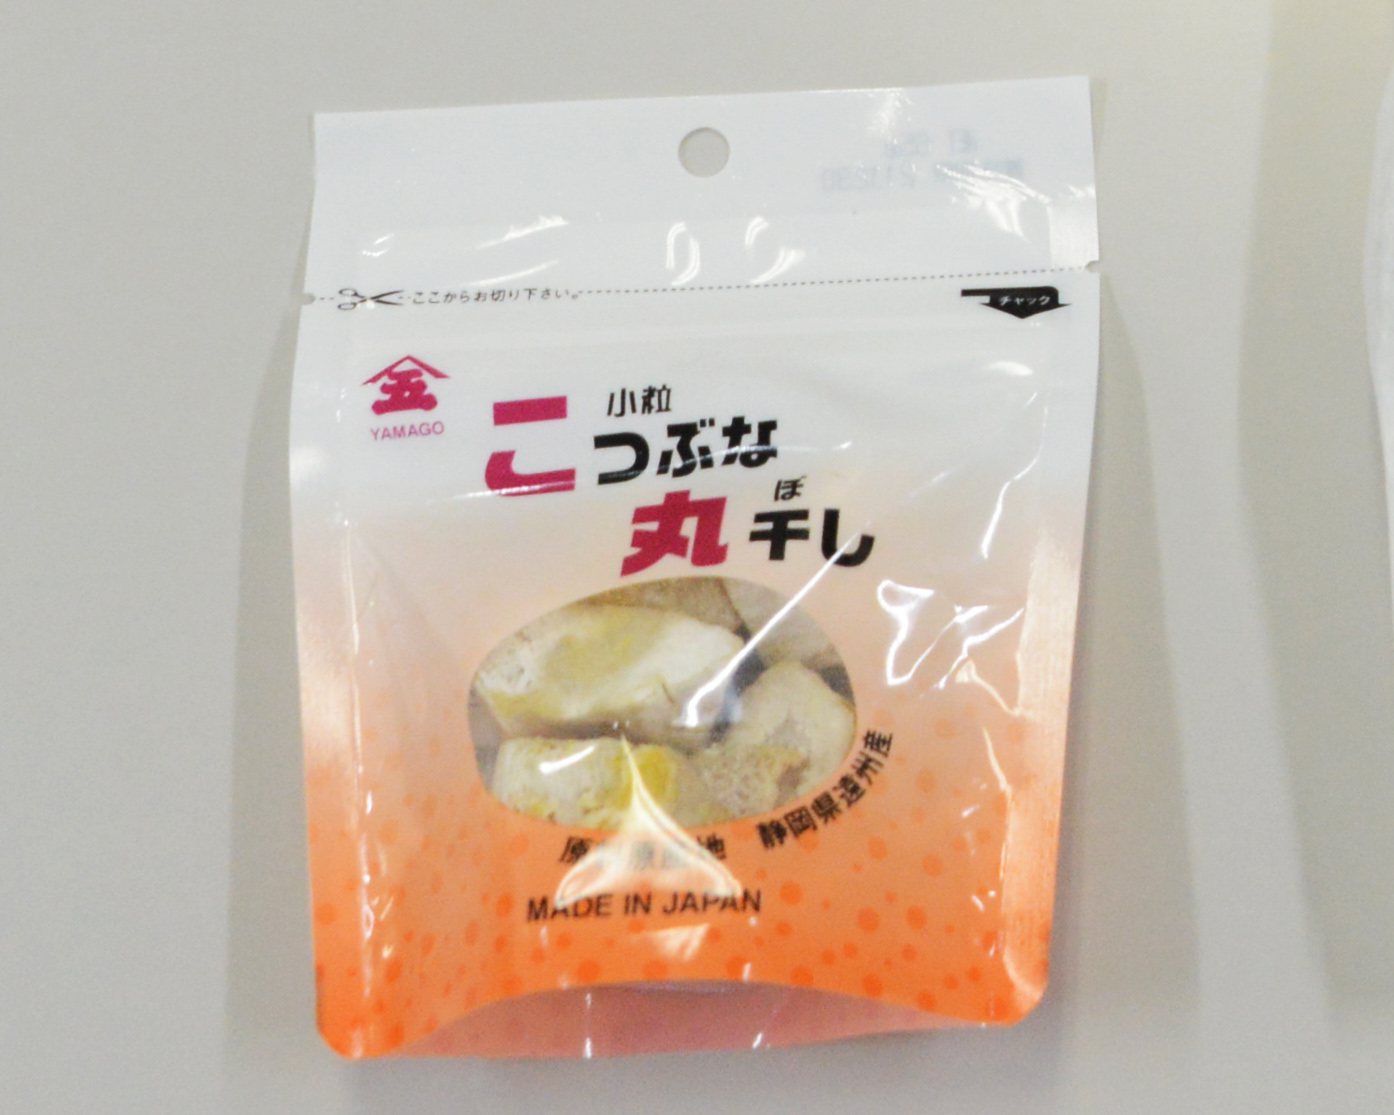 ここからお切り下さい。
チャック
五
YAMAGO
小粒
こつぶな
ぼ
丸干し
静岡県遠州産
MADE IN JAPAN